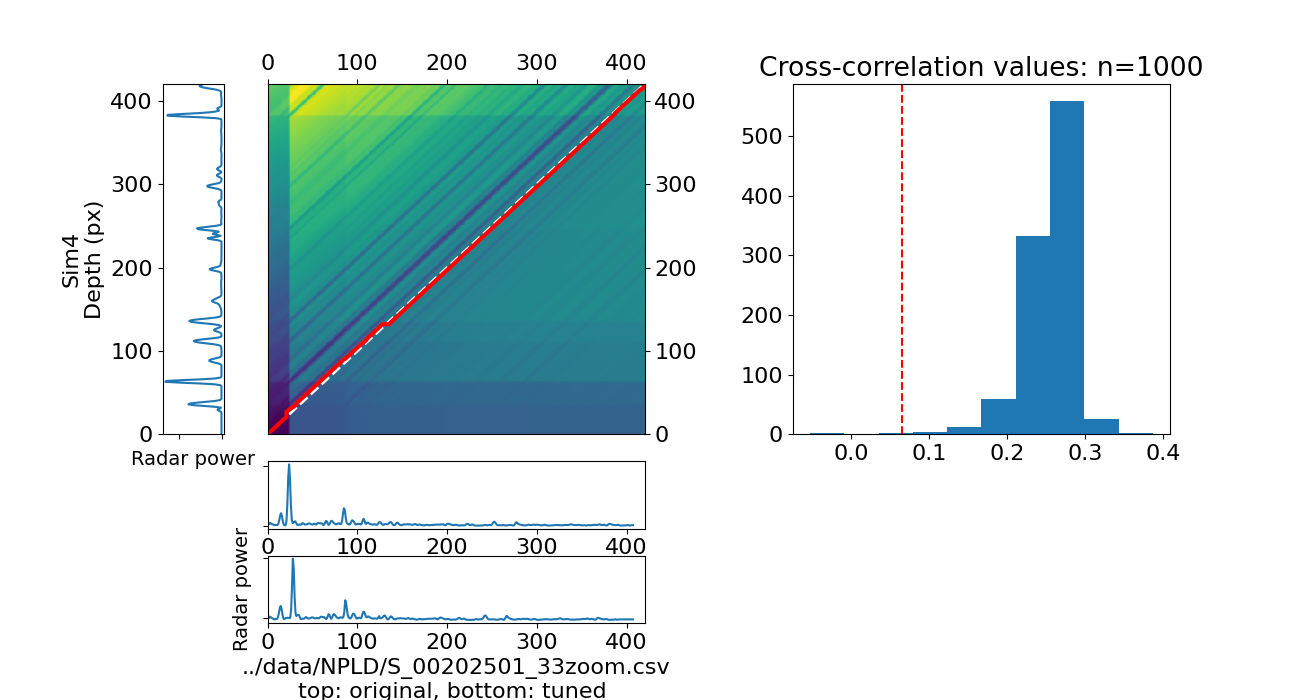 0 100 200 300 400
Cross-correlation values: n=1000
400
300
200
100
0
Sim4
Depth (px)
Radar power
400
300
200
100
0
500
400
300
200
100
0
0.0 0.1 0.2 0.3 0.4
0 100 200 300 400
Radar power
0 100 200 300 400
../data/NPLD/S_00202501_33zoom.csv
top: original, bottom: tuned